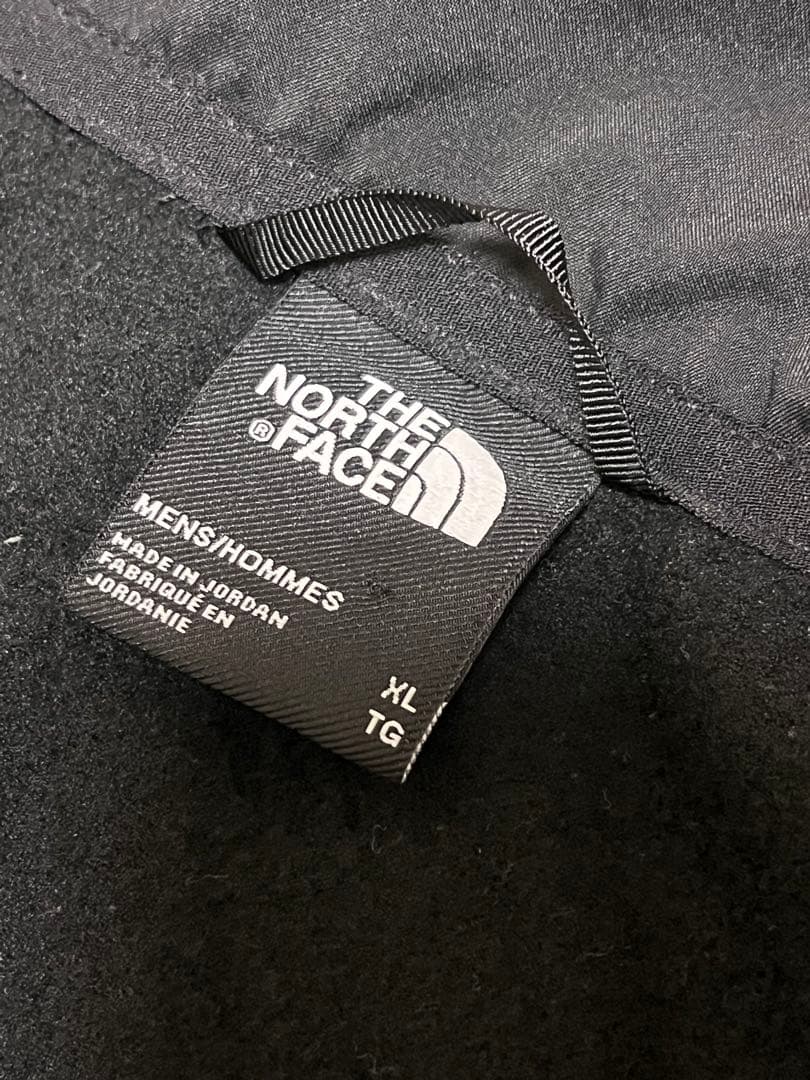 THE
NORTH
®FACE
MENS/HOMMES
MADE IN JORDAN
FABRIQUÉ EN
JORDANIE
XL
TG